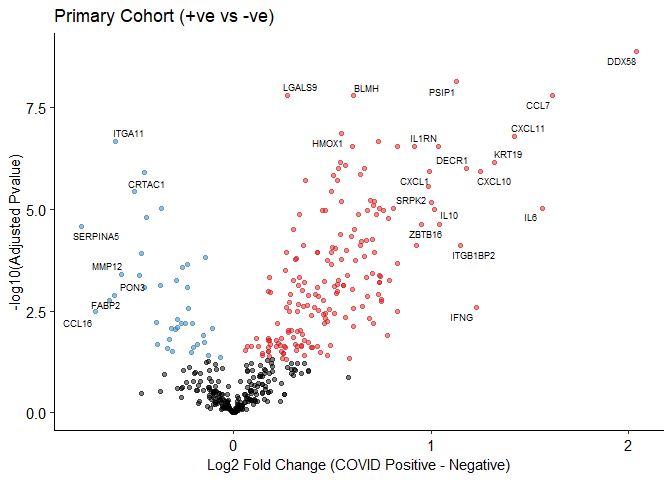 Primary Cohort (+ve vs -ve)
DDX58
LGALS9
BLMH
PSIP1
CCL7
7.5
CXCL11
ITGA11
HMOX1
IL1RN
KRT19
DECR1
CRTAC1
CXCL1
CXCL10
SRPK2
5.0
IL10
IL6
SERPINA5
ZBTB16
ITGB1BP2
MMP12
PON3
FABP2
2.5
CCL16
IFNG
0.0
-log10(Adjusted Pvalue)
0
1
2
Log2 Fold Change (COVID Positive - Negative)